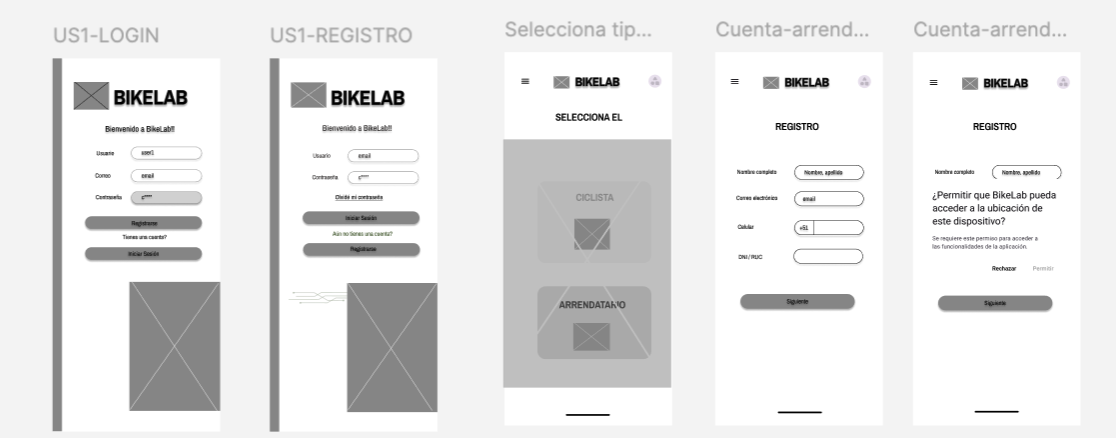 US1-LOGIN
BIKELAB
Bienvenido a BikeLab!!
Usuario user1
Correo email
Contraseña c****
Registrarse
Tienes una cuenta?
Iniciar Sesión
US1-REGISTRO
BIKELAB
Bienvenido a BikeLab!!
Usuario email
Contraseña c****
Olvidé mi contraseña
Iniciar Sesión
Aún no tienes una cuenta?
Registrarse
Selecciona tip...
BIKELAB
SELECCIONA EL
CICLISTA
ARRENDATARIO
Cuenta-arrend...
BIKELAB
REGISTRO
Nombre completo Nombre, apellido
Correo electrónico email
Celular +51
DNI / RUC
Siguiente
Cuenta-arrend...
BIKELAB
REGISTRO
Nombre completo Nombre, apellido
¿Permitir que BikeLab pueda
acceder a la ubicación de
este dispositivo?
Se requiere este permiso para acceder a
las funcionalidades de la aplicación.
Rechazar Permitir
Siguiente